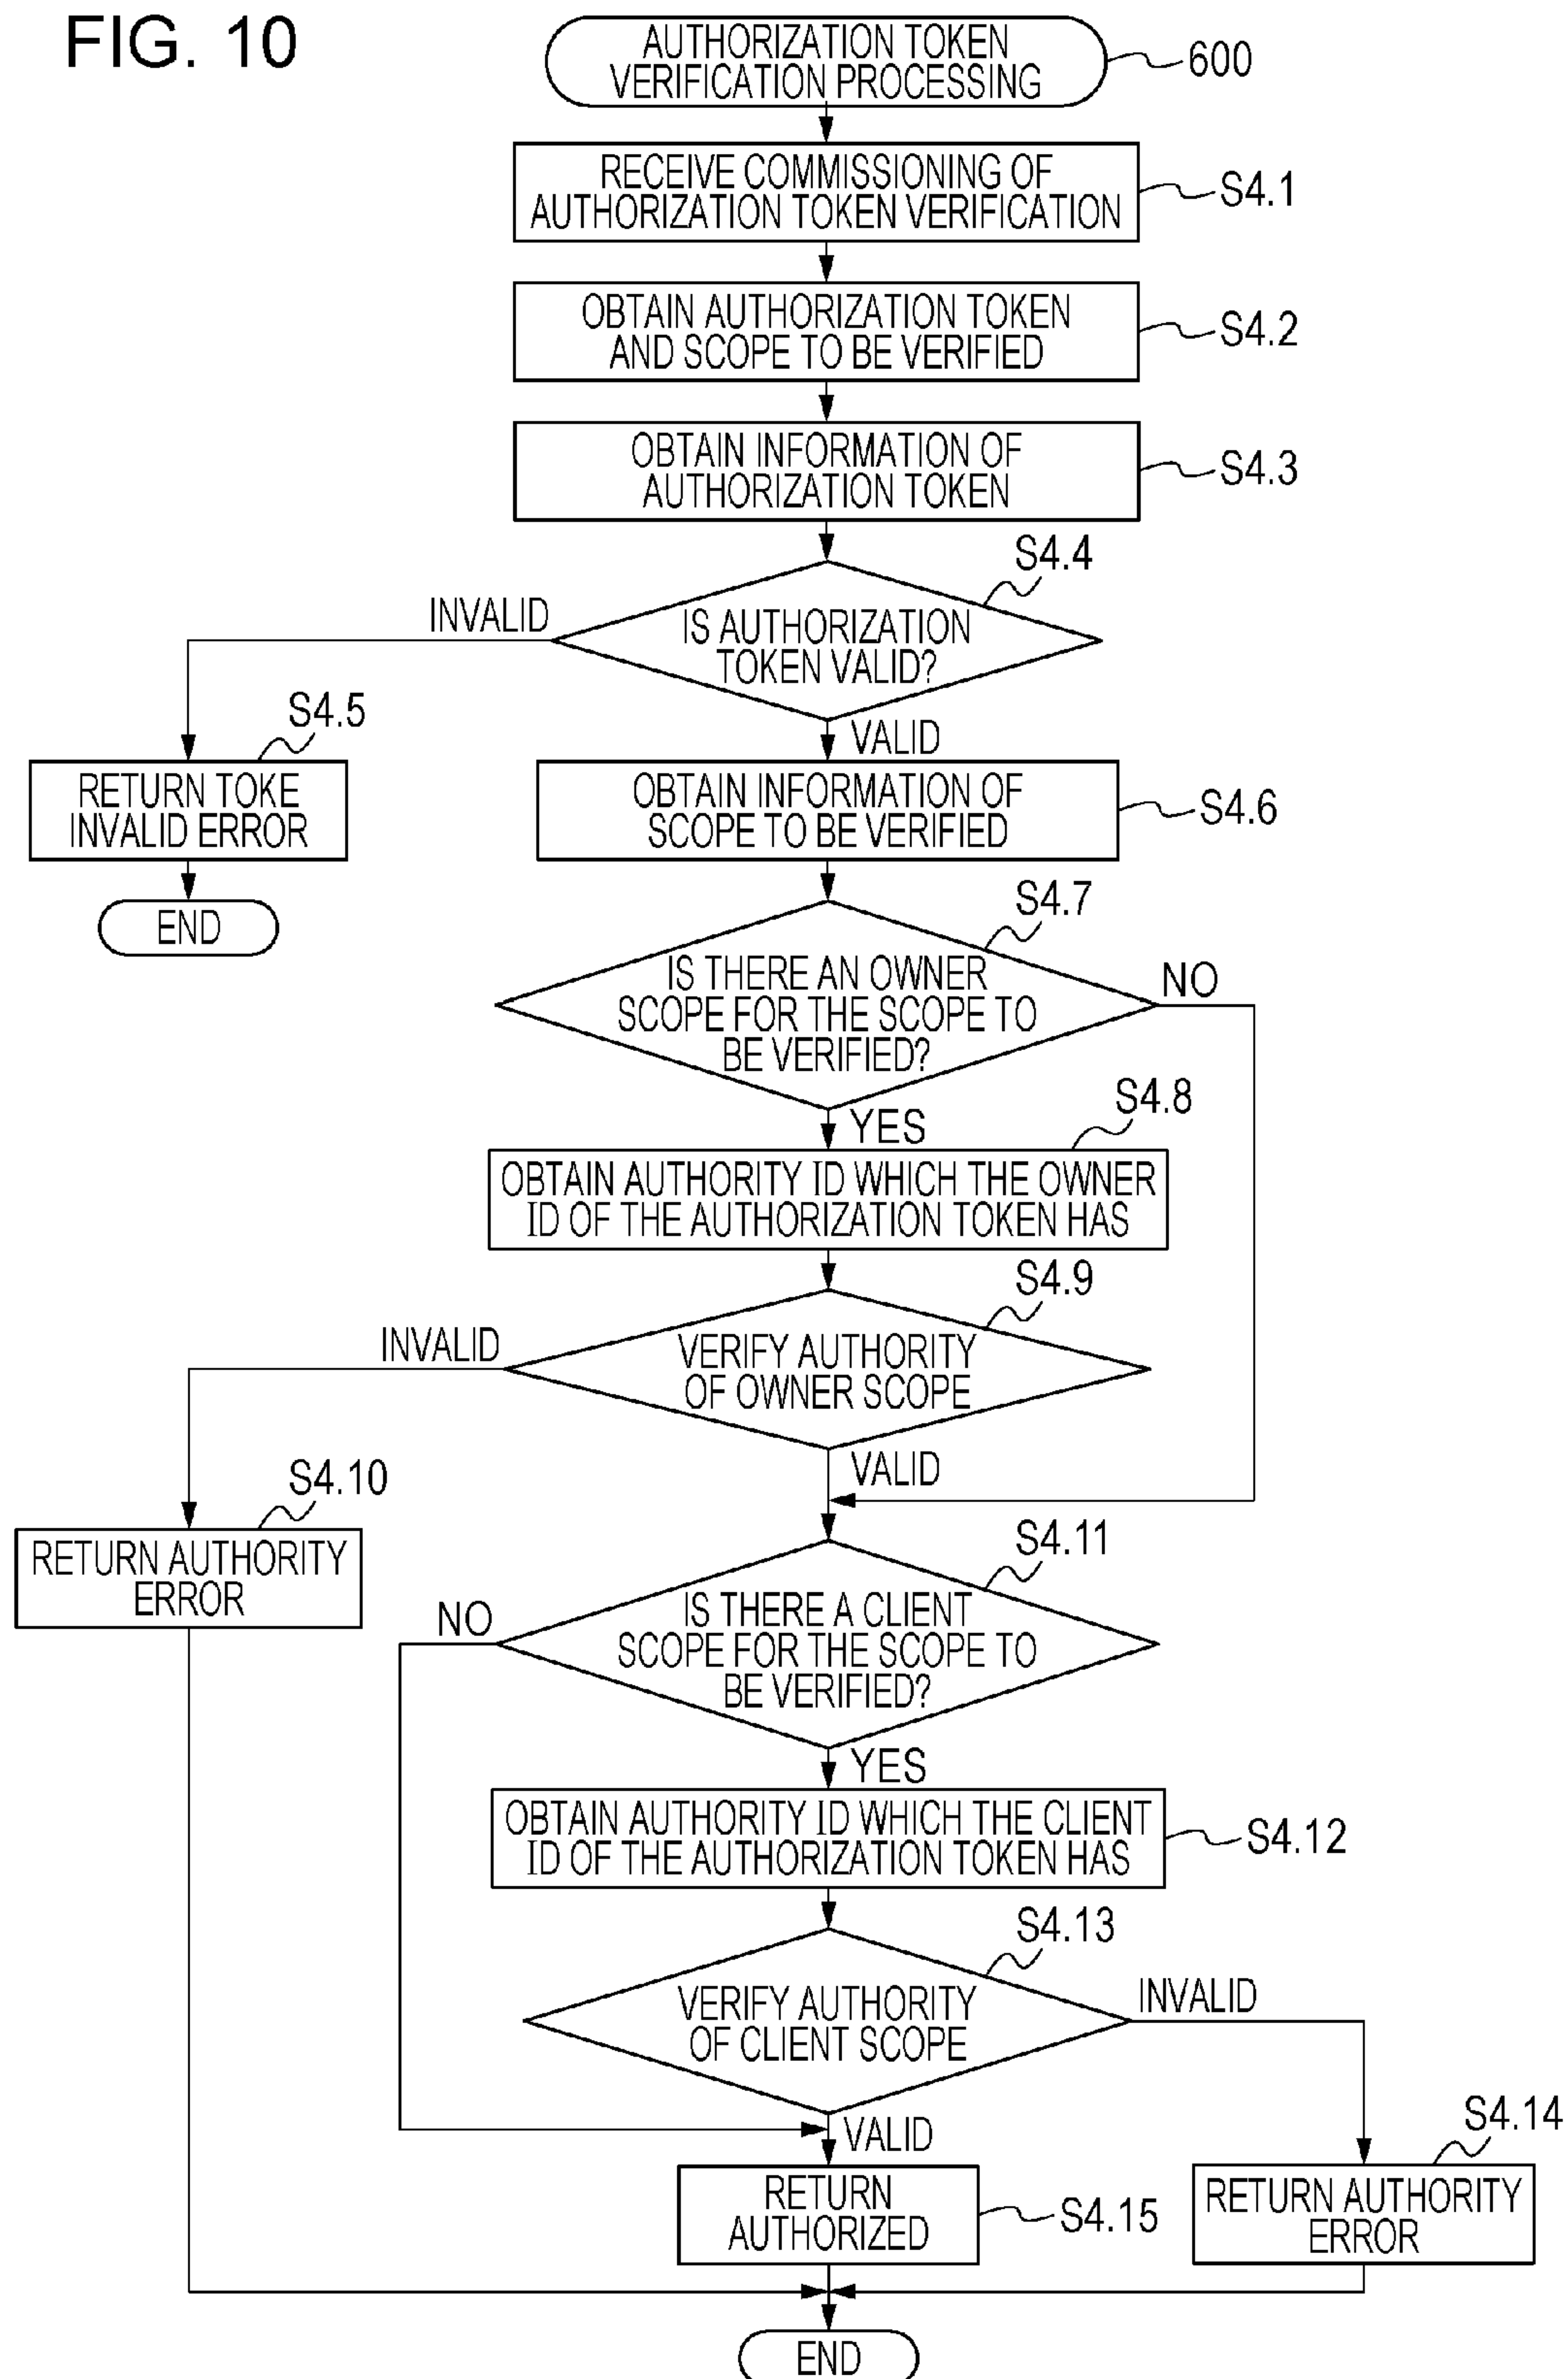 FIG. 10
AUTHORIZATION TOKEN
VERIFICATION PROCESSING
600
RECEIVE COMMISSIONING OF
AUTHORIZATION TOKEN VERIFICATION
S4.1
OBTAIN AUTHORIZATION TOKEN
AND SCOPE TO BE VERIFIED
S4.2
OBTAIN INFORMATION OF
AUTHORIZATION TOKEN
S4.3
S4.4
IS AUTHORIZATION
TOKEN VALID?
INVALID
S4.5
RETURN TOKE
INVALID ERROR
END
VALID
OBTAIN INFORMATION OF
SCOPE TO BE VERIFIED
S4.6
S4.7
IS THERE AN OWNER
SCOPE FOR THE SCOPE TO
BE VERIFIED?
NO
YES
S4.8
OBTAIN AUTHORITY ID WHICH THE OWNER
ID OF THE AUTHORIZATION TOKEN HAS
S4.9
VERIFY AUTHORITY
OF OWNER SCOPE
INVALID
S4.10
RETURN AUTHORITY
ERROR
VALID
S4.11
IS THERE A CLIENT
SCOPE FOR THE SCOPE TO
BE VERIFIED?
NO
YES
OBTAIN AUTHORITY ID WHICH THE CLIENT
ID OF THE AUTHORIZATION TOKEN HAS
S4.12
S4.13
VERIFY AUTHORITY
OF CLIENT SCOPE
INVALID
S4.14
RETURN AUTHORITY
ERROR
VALID
RETURN
AUTHORIZED
S4.15
END